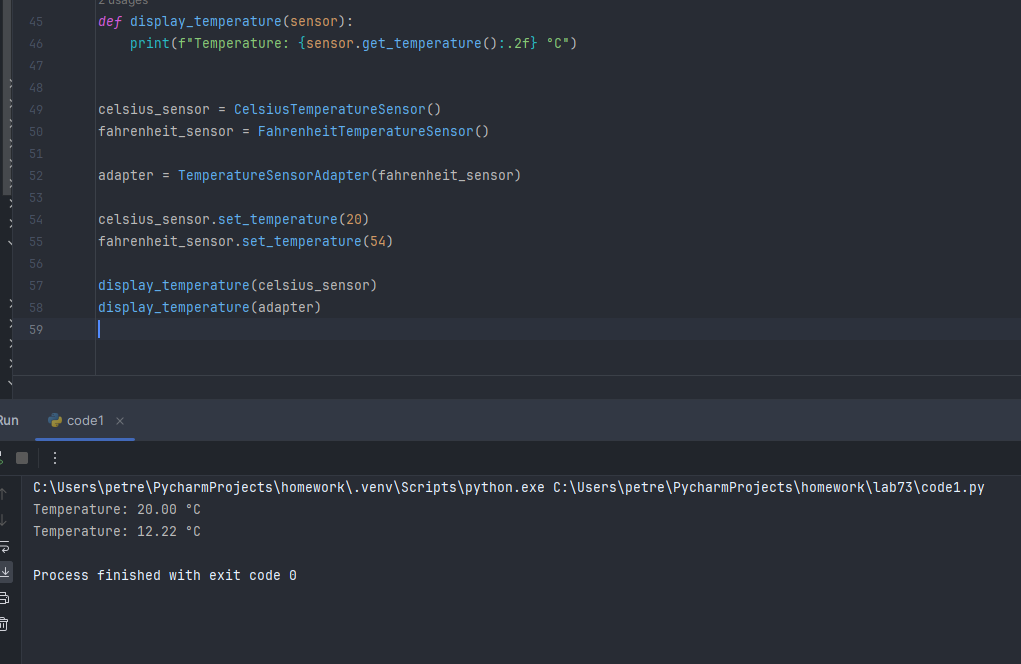 2 usages
45 def display_temperature(sensor):
46 print(f"Temperature: {sensor.get_temperature():.2f} °C")
47
48
49 celsius_sensor = CelsiusTemperatureSensor()
50 fahrenheit_sensor = FahrenheitTemperatureSensor()
51
52 adapter = TemperatureSensorAdapter(fahrenheit_sensor)
53
54 celsius_sensor.set_temperature(20)
55 fahrenheit_sensor.set_temperature(54)
56
57 display_temperature(celsius_sensor)
58 display_temperature(adapter)
59
Run code1
C:\Users\petre\PycharmProjects\homework\.venv\Scripts\python.exe C:\Users\petre\PycharmProjects\homework\lab73\code1.py
Temperature: 20.00 °C
Temperature: 12.22 °C
Process finished with exit code 0